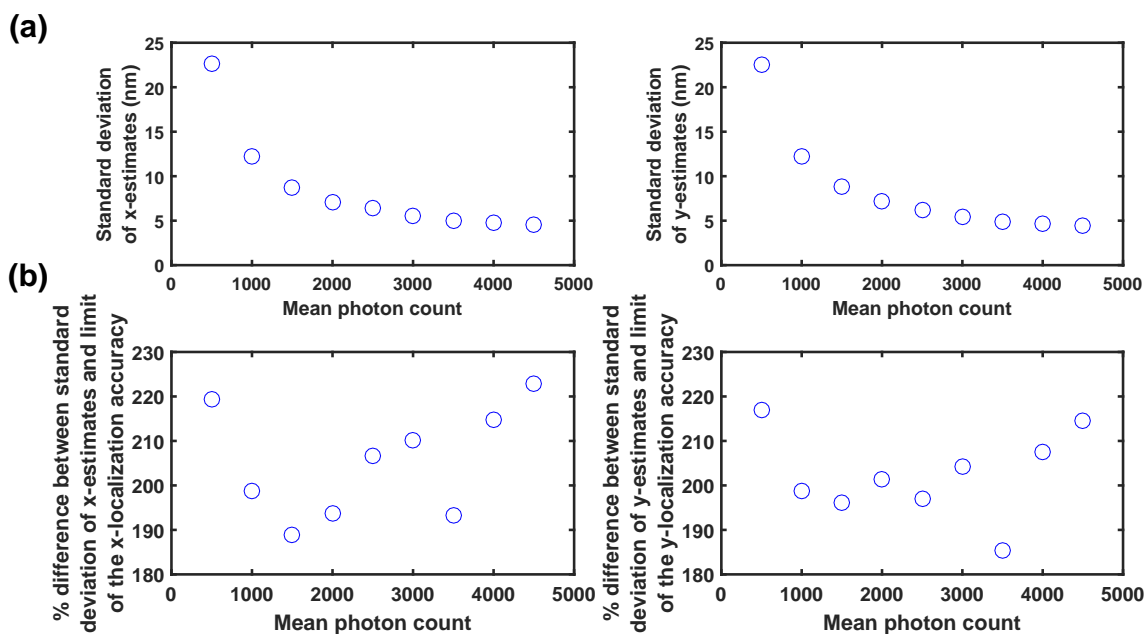 (a)
Standard deviation
of x-estimates (nm)
25
20
15
10
5
0
0 1000 2000 3000 4000 5000
Mean photon count
Standard deviation
of y-estimates (nm)
25
20
15
10
5
0
0 1000 2000 3000 4000 5000
Mean photon count
(b)
% difference between standard
deviation of x-estimates and limit
of the x-localization accuracy
230
220
210
200
190
180
0 1000 2000 3000 4000 5000
Mean photon count
% difference between standard
deviation of y-estimates and limit
of the y-localization accuracy
230
220
210
200
190
180
0 1000 2000 3000 4000 5000
Mean photon count